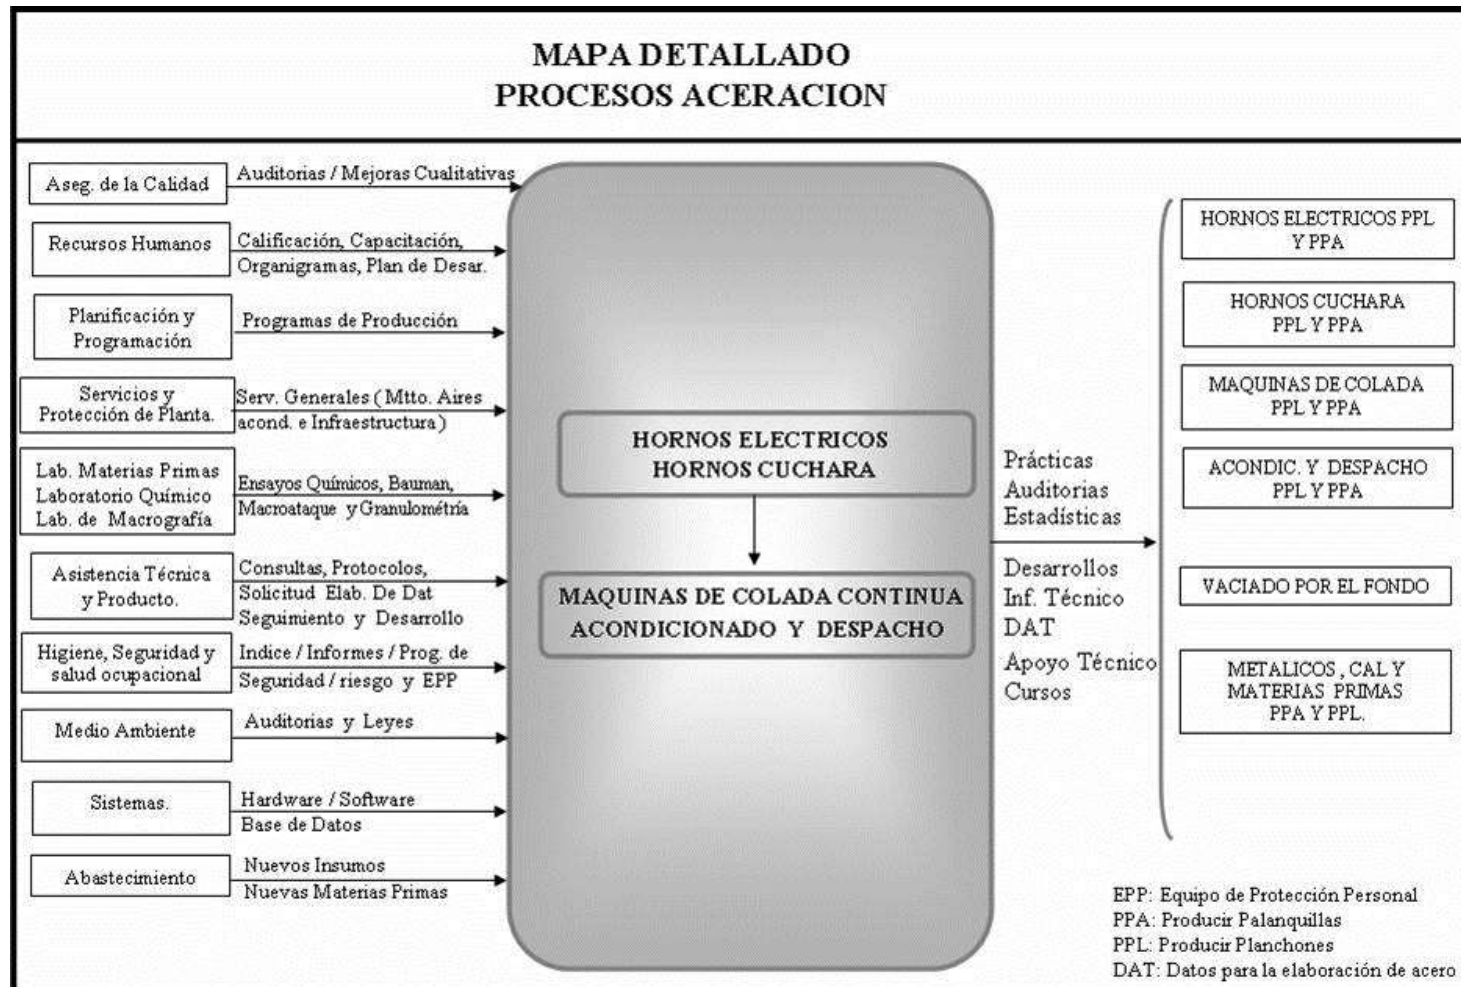 MAPA DETALLADO
PROCESOS ACERACION
Aseg. de la Calidad
Auditorias / Mejoras Cualitativas
Recursos Humanos
Calificación, Capacitación,
Organigramas, Plan de Desar.
Planificación y
Programación
Programas de Producción
Servicios y
Protección de Planta.
Serv. Generales ( Mtto. Aires
acond. e Infraestructura )
Lab. Materias Primas
Laboratorio Químico
Lab. de Macrografía
Ensayos Químicos, Bauman,
Macroataque y Granulométría
Asistencia Técnica
y Producto.
Consultas, Protocolos,
Solicitud Elab. De Dat
Seguimiento y Desarrollo
Higiene, Seguridad y
salud ocupacional
Indice / Informes / Prog. de
Seguridad / riesgo y EPP
Medio Ambiente
Auditorias y Leyes
Sistemas.
Hardware / Software
Base de Datos
Abastecimiento
Nuevos Insumos
Nuevas Materias Primas
HORNOS ELECTRICOS
HORNOS CUCHARA
MAQUINAS DE COLADA CONTINUA
ACONDICIONADO Y DESPACHO
Prácticas
Auditorias
Estadísticas
Desarrollos
Inf. Técnico
DAT
Apoyo Técnico
Cursos
HORNOS ELECTRICOS PPL
Y PPA
HORNOS CUCHARA
PPL Y PPA
MAQUINAS DE COLADA
PPL Y PPA
ACONDIC. Y DESPACHO
PPL Y PPA
VACIADO POR EL FONDO
METALICOS , CAL Y
MATERIAS PRIMAS
PPA Y PPL.
EPP: Equipo de Protección Personal
PPA: Producir Palanquillas
PPL: Producir Planchones
DAT: Datos para la elaboración de acero